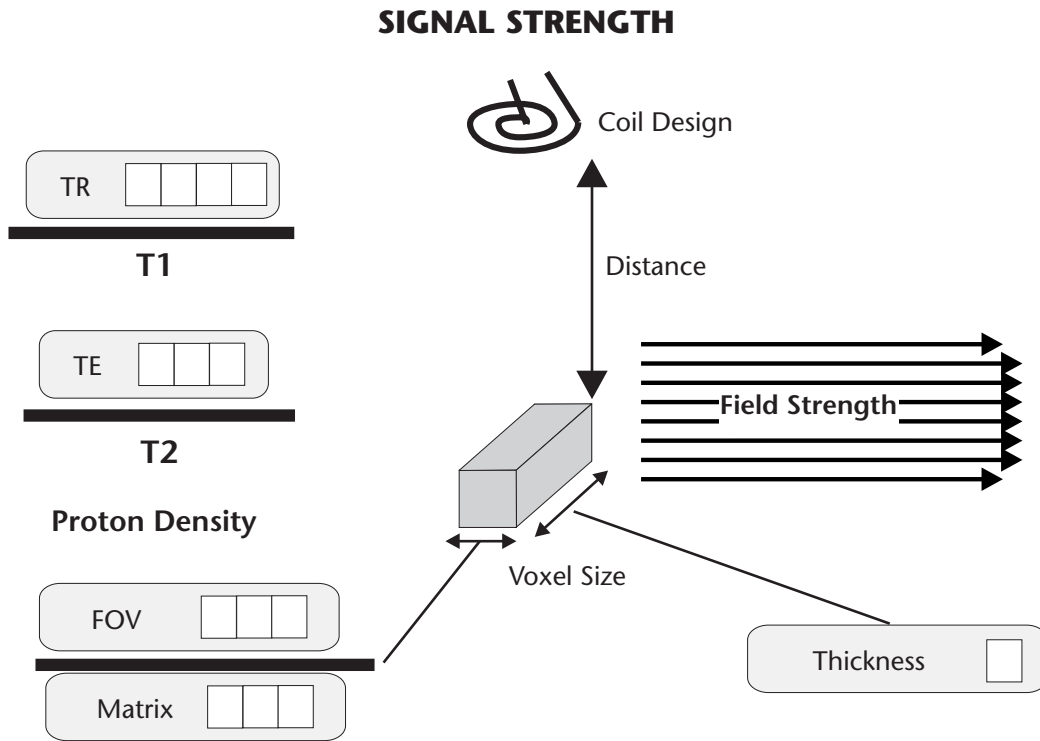 SIGNAL STRENGTH
Coil Design
TR
T1
Distance
TE
Field Strength
T2
Proton Density
Voxel Size
FOV
Thickness
Matrix